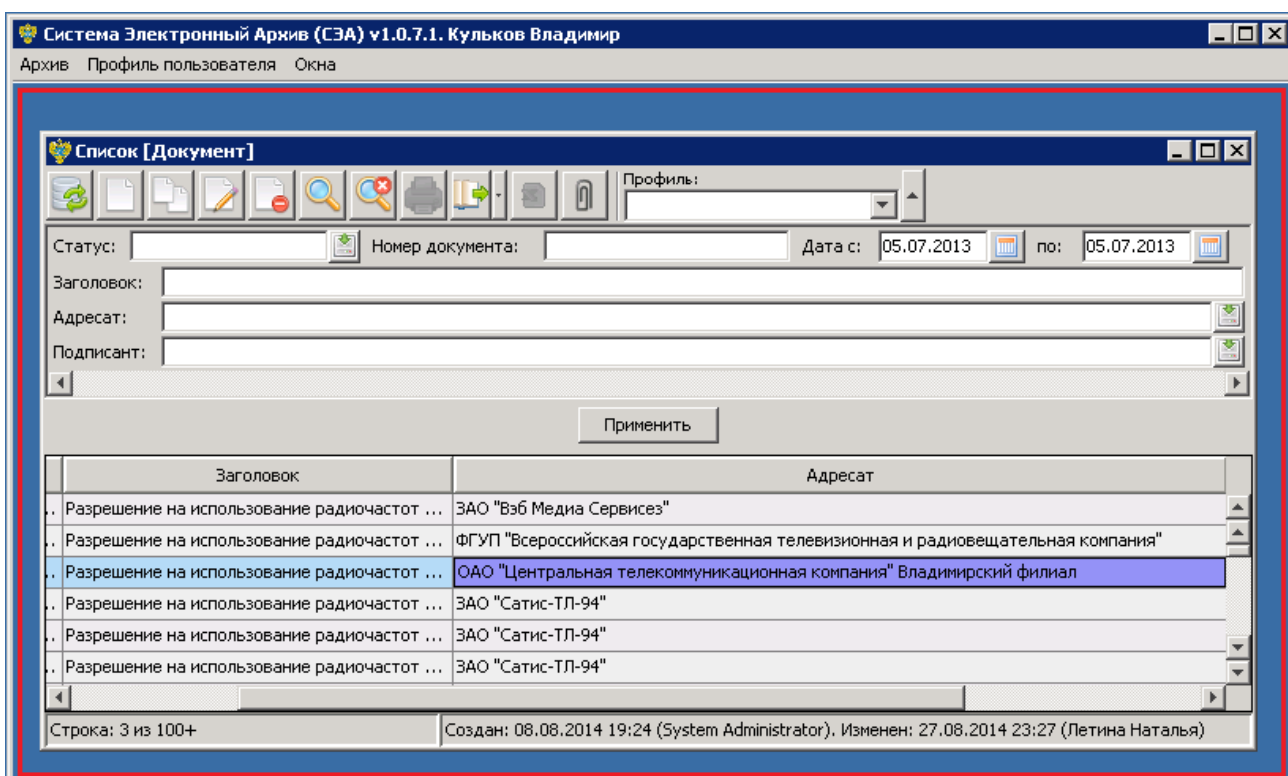 Система Электронный Архив (СЭА) v1.0.7.1. Кульков Владимир
Архив Профиль пользователя Окна
Список [Документ]
Профиль:
Статус: Номер документа: Дата с: 05.07.2013 по: 05.07.2013
Заголовок:
Адресат:
Подписант:
Применить
Заголовок Адресат
.. Разрешение на использование радиочастот ... ЗАО "Вэб Медиа Сервисез"
.. Разрешение на использование радиочастот ... ФГУП "Всероссийская государственная телевизионная и радиовещательная компания"
.. Разрешение на использование радиочастот ... ОАО "Центральная телекоммуникационная компания" Владимирский филиал
.. Разрешение на использование радиочастот ... ЗАО "Сатис-ТЛ-94"
.. Разрешение на использование радиочастот ... ЗАО "Сатис-ТЛ-94"
.. Разрешение на использование радиочастот ... ЗАО "Сатис-ТЛ-94"
Строка: 3 из 100+ Создан: 08.08.2014 19:24 (System Administrator). Изменен: 27.08.2014 23:27 (Летина Наталья)